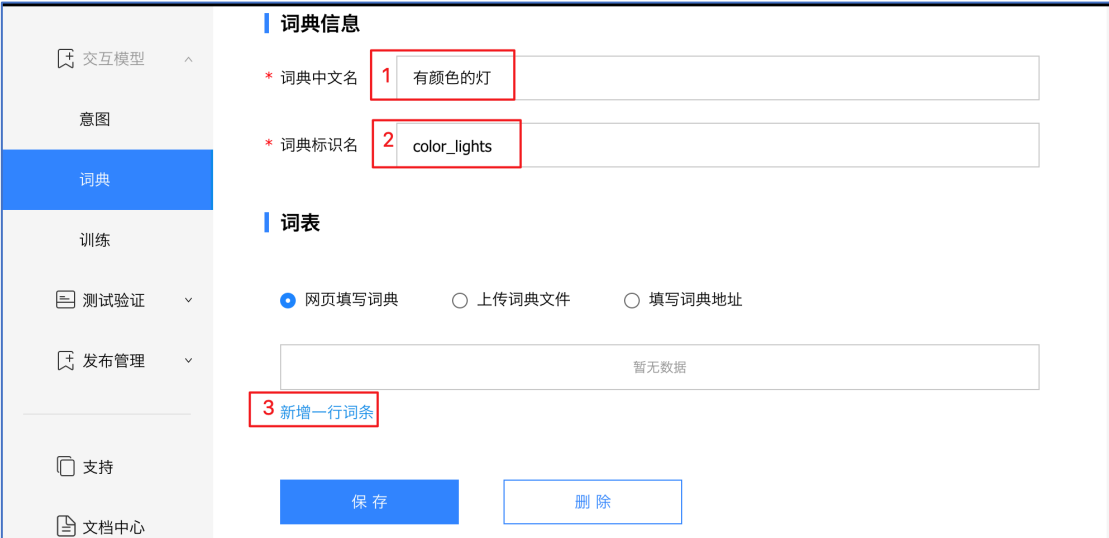 词典信息
交互模型
* 词典中文名 1 有颜色的灯
意图
* 词典标识名 2 color_lights
词典
词表
训练
测试验证
网页填写词典 上传词典文件 填写词典地址
发布管理
暂无数据
3 新增一行词条
支持
保存 删除
文档中心